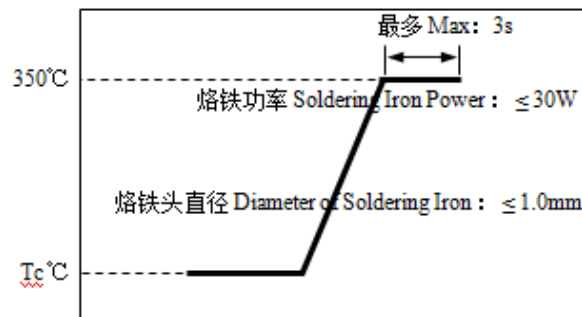 最多 Max：3s
350℃
烙铁功率 Soldering Iron Power：≤30W
烙铁头直径 Diameter of Soldering Iron：≤1.0mm
Tc℃